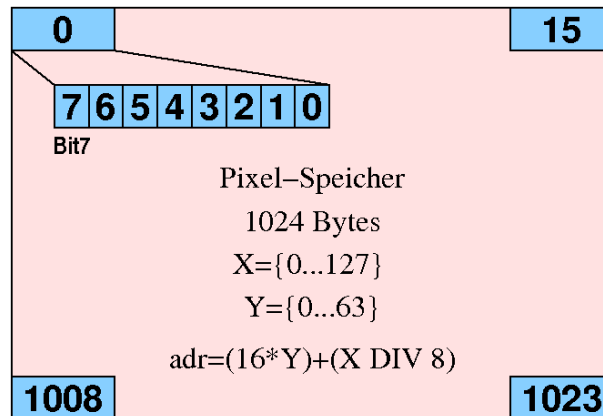 0 15
7 6 5 4 3 2 1 0
Bit7
Pixel–Speicher
1024 Bytes
X={0...127}
Y={0...63}
adr=(16*Y)+(X DIV 8)
1008 1023